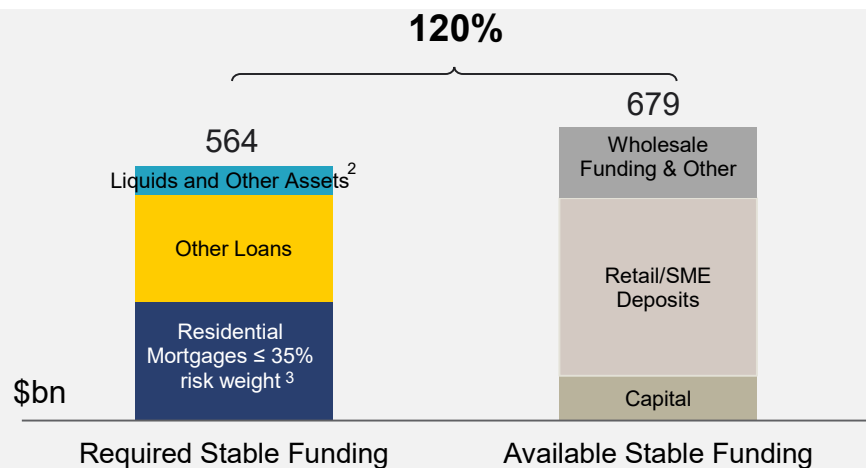 120%
564
679
Liquids and Other Assets2
Other Loans
Residential
Mortgages ≤ 35%
risk weight 3
Wholesale
Funding & Other
Retail/SME
Deposits
Capital
$bn
Required Stable Funding
Available Stable Funding